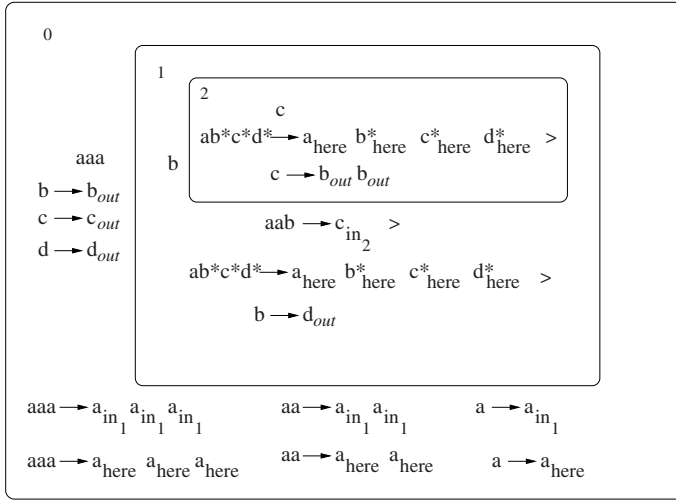 0
1
2
c
ab*c*d* → a_here b*_here c*_here d*_here >
aaa
b
b → b_out
c → b_out b_out
c → c_out
aab → c_in_2 >
d → d_out
ab*c*d* → a_here b*_here c*_here d*_here >
b → d_out
aaa → a_in_1 a_in_1 a_in_1 aa → a_in_1 a_in_1 a → a_in_1
aaa → a_here a_here a_here aa → a_here a_here a → a_here